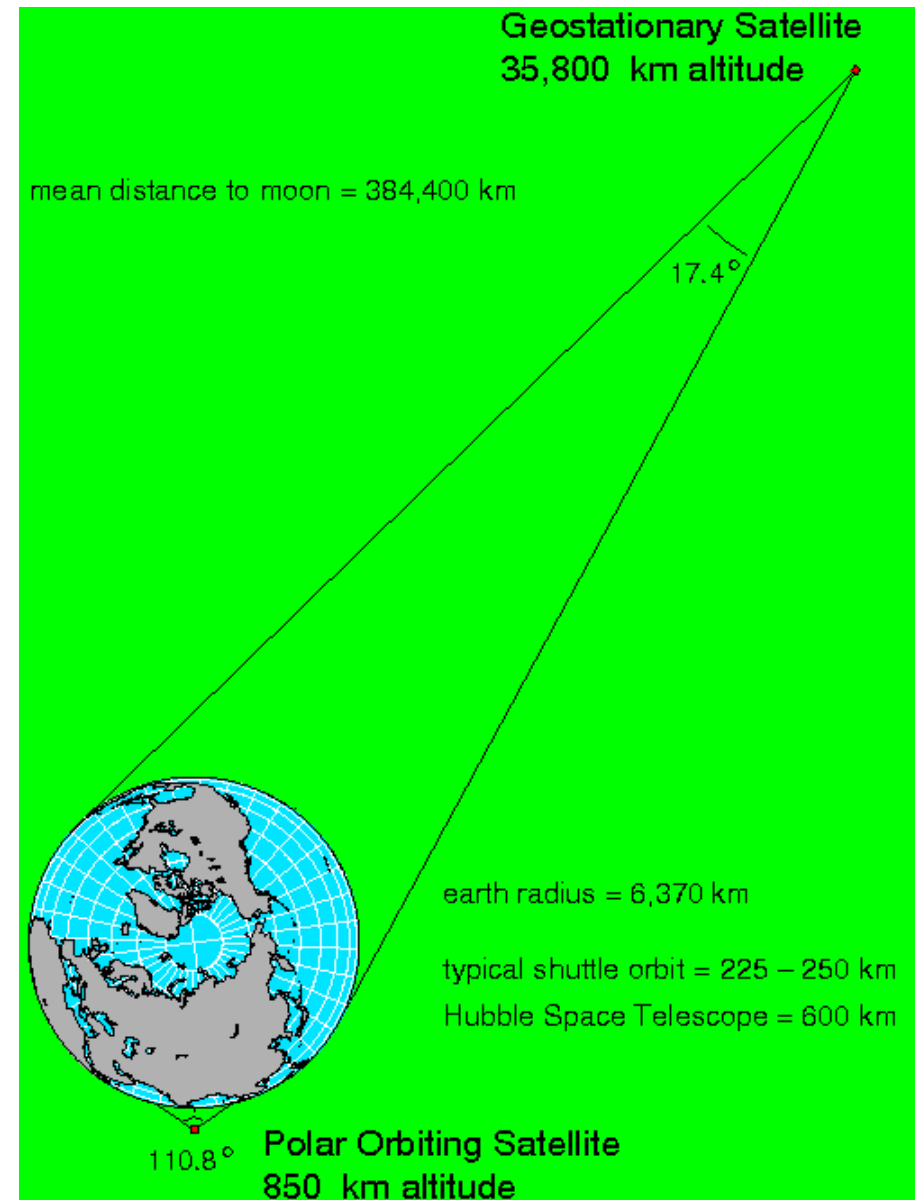 Geostationary Satellite
35,800 km altitude
mean distance to moon = 384,400 km
17.4°
earth radius = 6,370 km
typical shuttle orbit = 225 – 250 km
Hubble Space Telescope = 600 km
110.8°
Polar Orbiting Satellite
850 km altitude